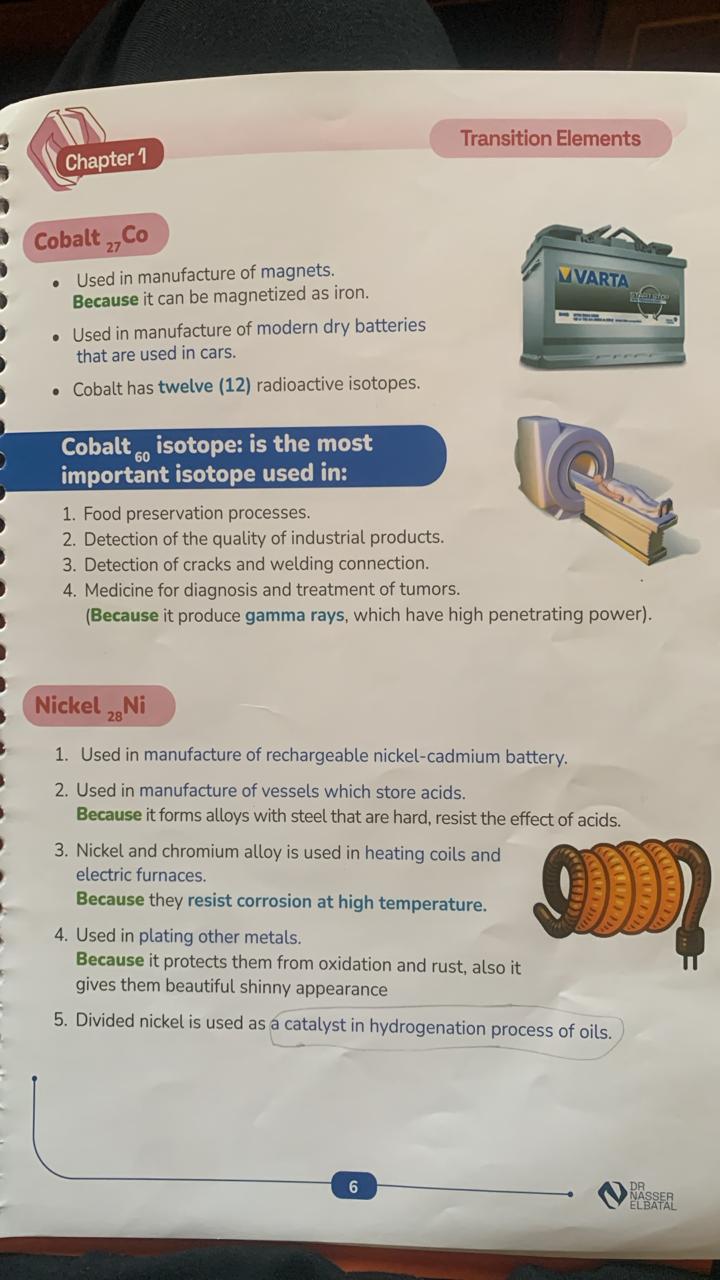 Chapter 1
Transition Elements
Cobalt ₂₇Co
• Used in manufacture of magnets.
Because it can be magnetized as iron.
• Used in manufacture of modern dry batteries
that are used in cars.
• Cobalt has twelve (12) radioactive isotopes.
VARTA
START STOP
Cobalt ₆₀ isotope: is the most
important isotope used in:
1. Food preservation processes.
2. Detection of the quality of industrial products.
3. Detection of cracks and welding connection.
4. Medicine for diagnosis and treatment of tumors.
(Because it produce gamma rays, which have high penetrating power).
Nickel ₂₈Ni
1. Used in manufacture of rechargeable nickel-cadmium battery.
2. Used in manufacture of vessels which store acids.
Because it forms alloys with steel that are hard, resist the effect of acids.
3. Nickel and chromium alloy is used in heating coils and
electric furnaces.
Because they resist corrosion at high temperature.
4. Used in plating other metals.
Because it protects them from oxidation and rust, also it
gives them beautiful shinny appearance
5. Divided nickel is used as a catalyst in hydrogenation process of oils.
6
DR
NASSER
ELBATAL